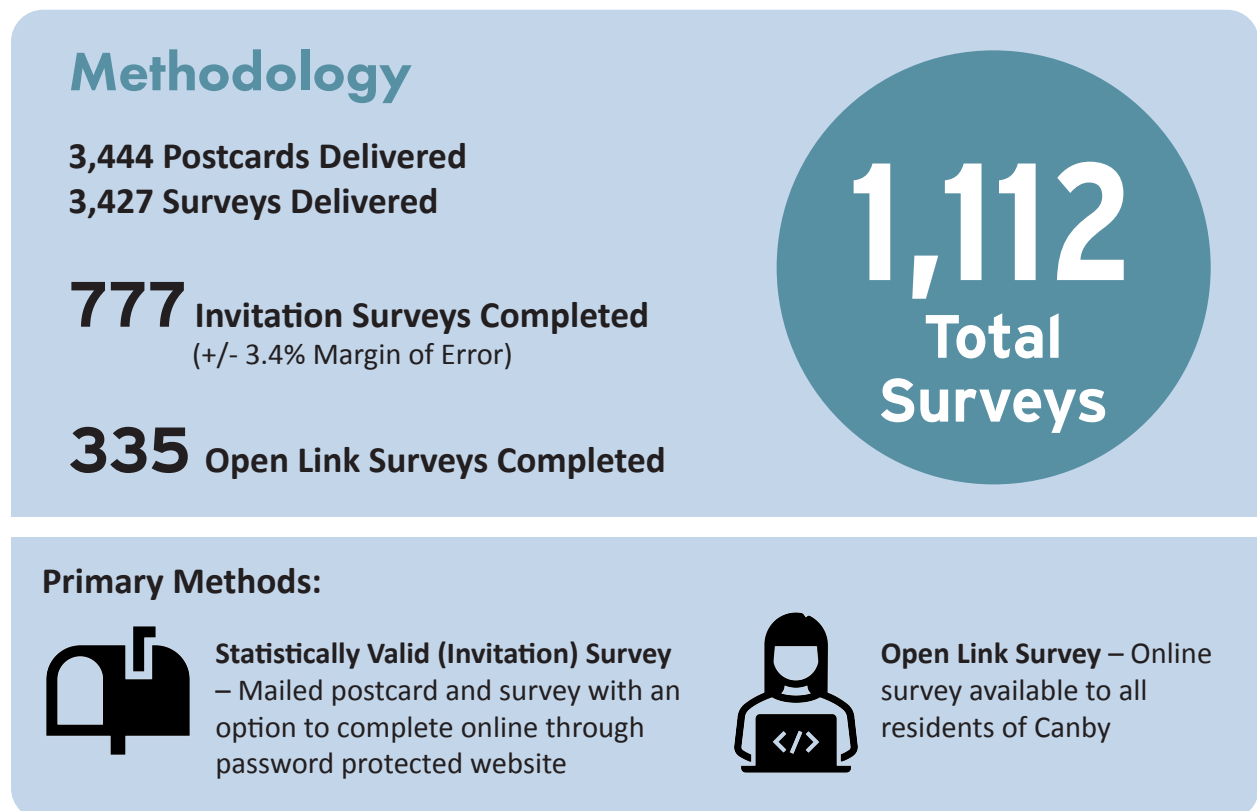 Methodology
3,444 Postcards Delivered
3,427 Surveys Delivered
777 Invitation Surveys Completed
(+/- 3.4% Margin of Error)
335 Open Link Surveys Completed
1,112
Total
Surveys
Primary Methods:
Statistically Valid (Invitation) Survey
– Mailed postcard and survey with an
option to complete online through
password protected website
</>
Open Link Survey – Online
survey available to all
residents of Canby